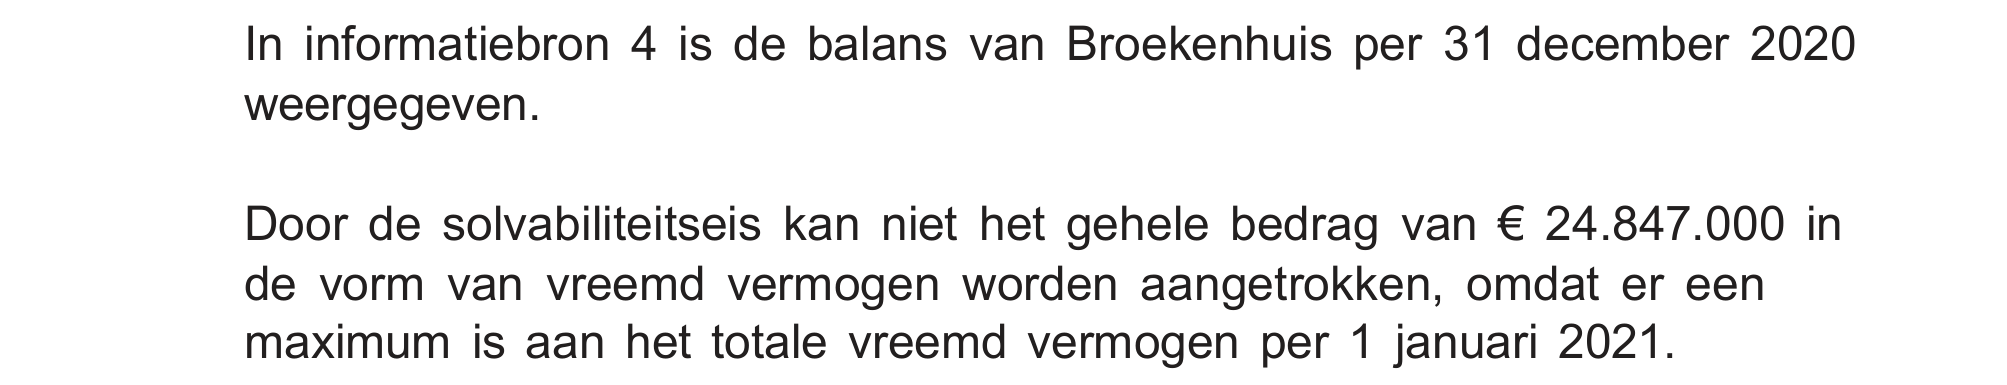 In informatiebron 4 is de balans van Broekenhuis per 31 december 2020
weergegeven.
Door de solvabiliteitseis kan niet het gehele bedrag van € 24.847.000 in
de vorm van vreemd vermogen worden aangetrokken, omdat er een
maximum is aan het totale vreemd vermogen per 1 januari 2021.